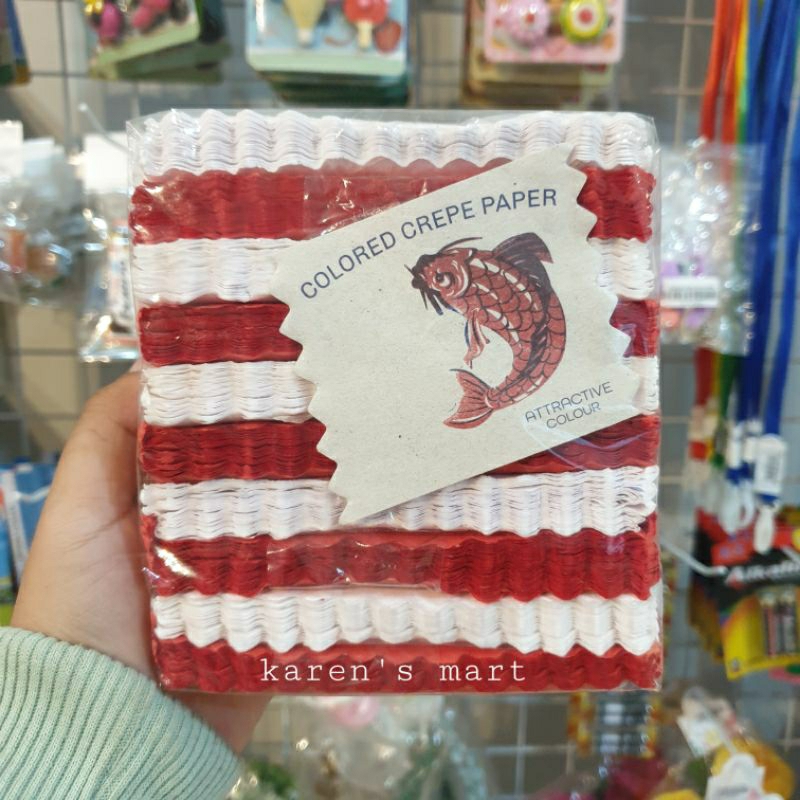 COLORED CREPE PAPER
ATTRACTIVE
COLOUR
karen's mart